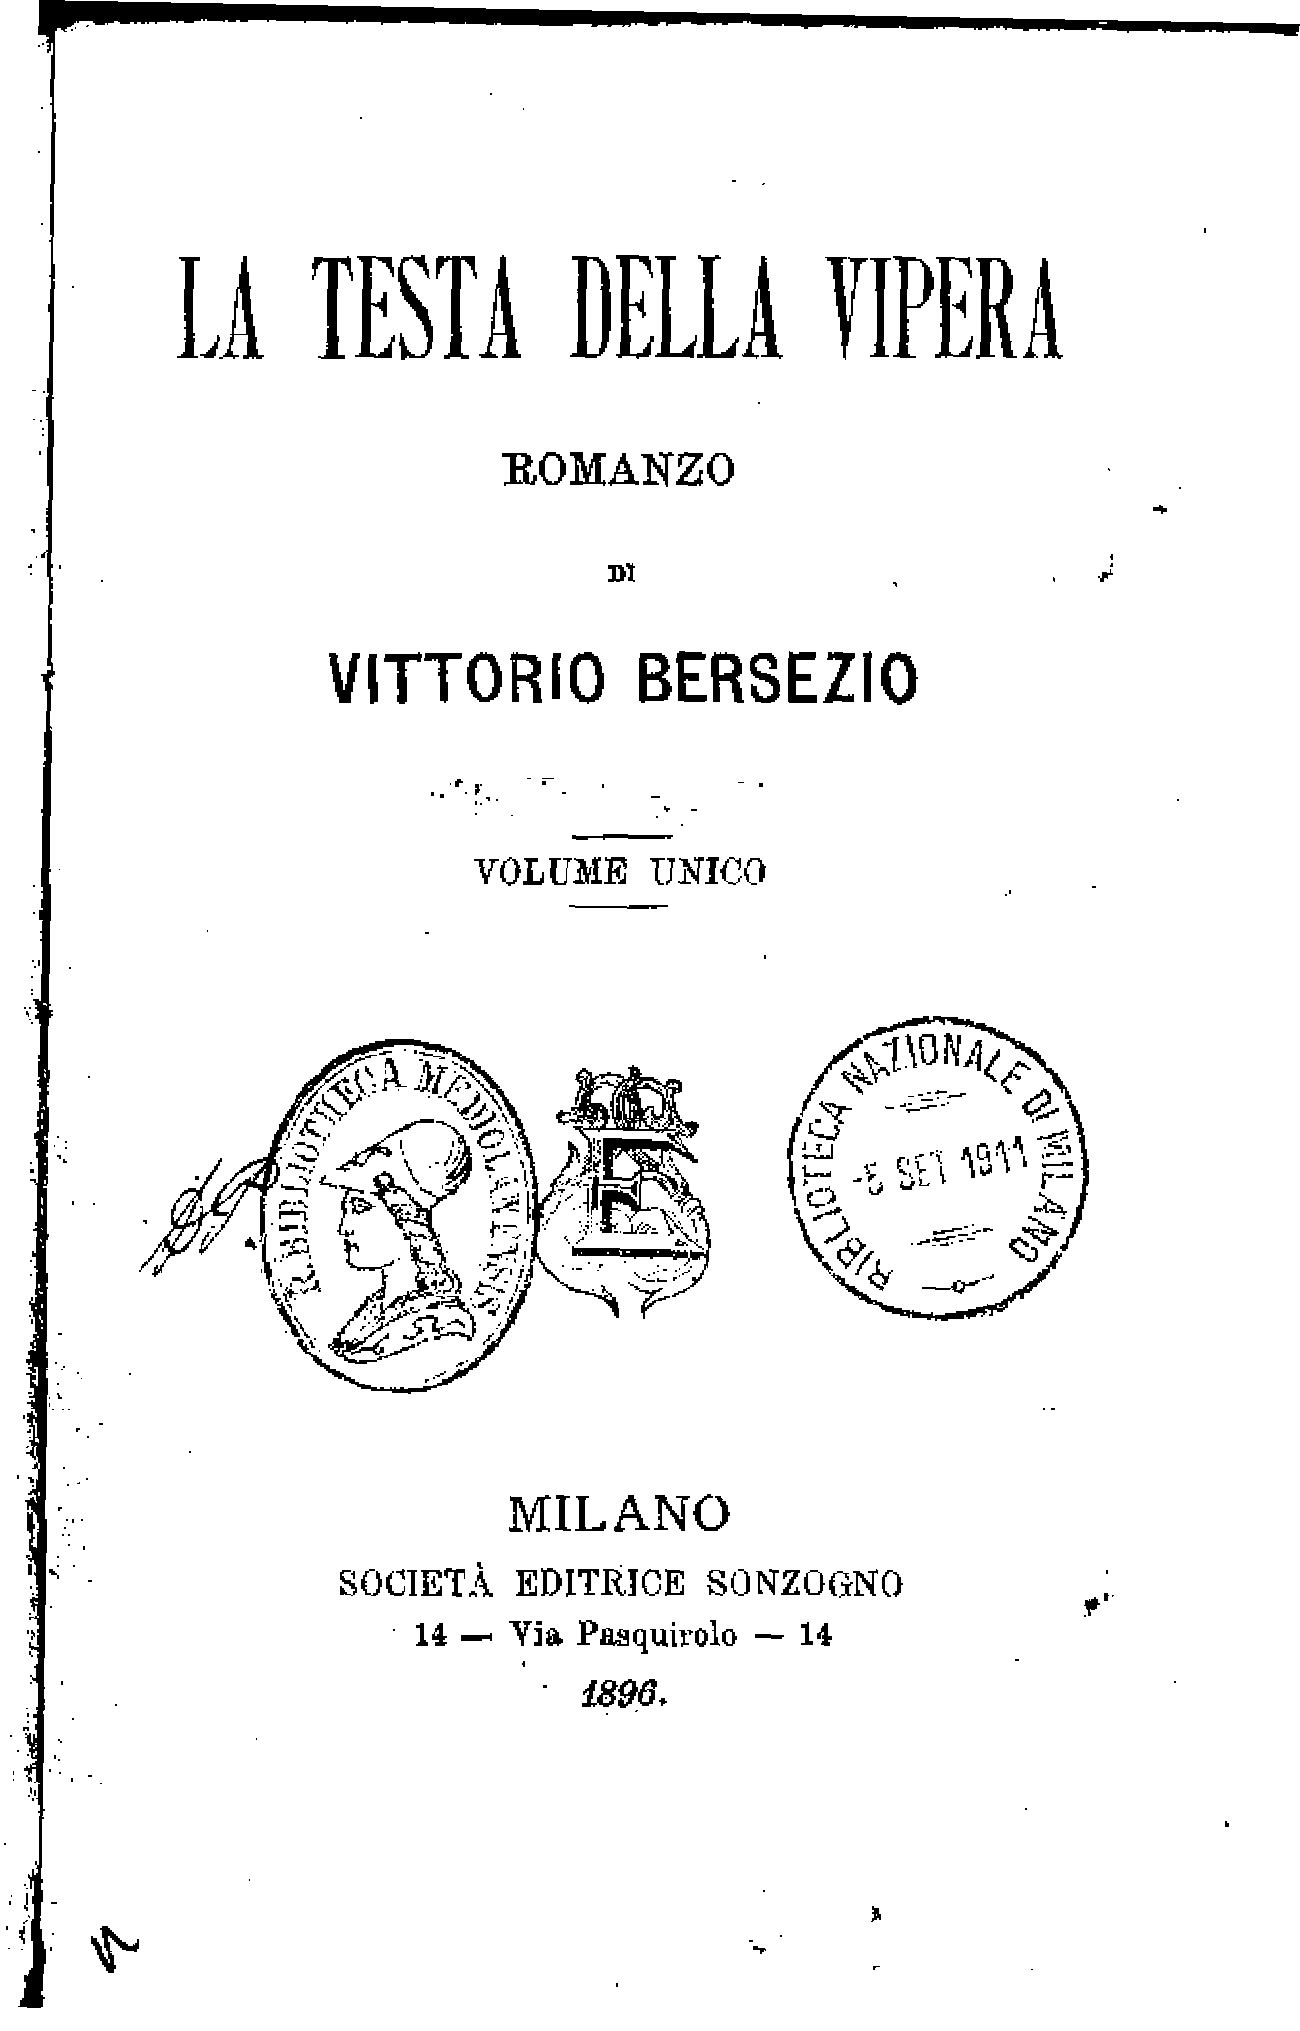 LA TESTA DELLA VIPERA
ROMANZO
DI
VITTORIO BERSEZIO
VOLUME UNICO
R. BIBLIOTHECA MEDIOLANENSIS
E
BIBLIOTECA NAZIONALE DI MILANO
-5 SET 1911
MILANO
SOCIETÀ EDITRICE SONZOGNO
14 — Via Pasquirolo — 14
1896.